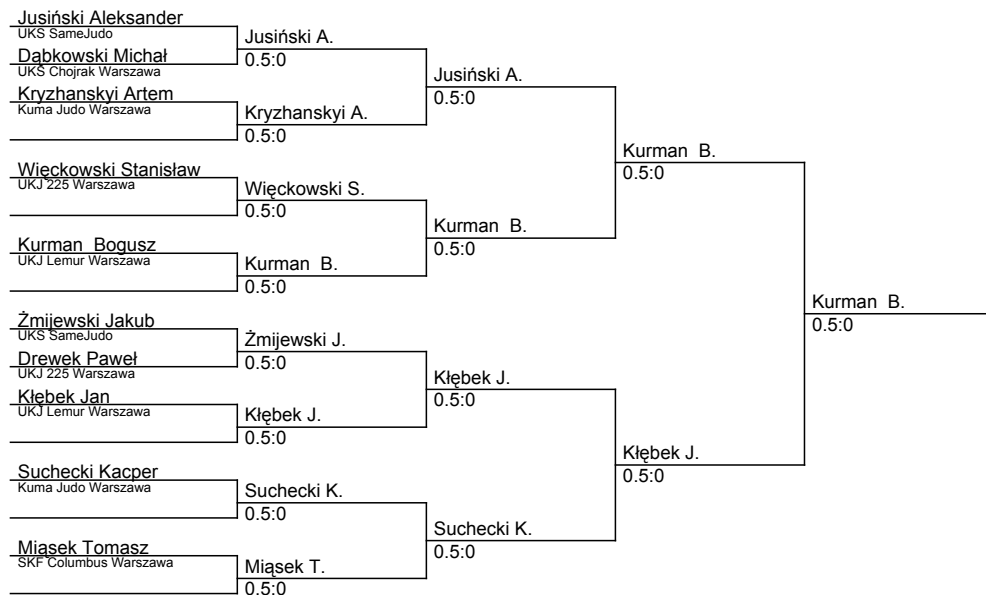 Jusiński Aleksander
UKS SameJudo
Dąbkowski Michał
UKS Chojrak Warszawa
Kryzhanskyi Artem
Kuma Judo Warszawa
Więckowski Stanisław
UKJ 225 Warszawa
Kurman  Bogusz
UKJ Lemur Warszawa
Żmijewski Jakub
UKS SameJudo
Drewek Paweł
UKJ 225 Warszawa
Kłębek Jan
UKJ Lemur Warszawa
Suchecki Kacper
Kuma Judo Warszawa
Miąsek Tomasz
SKF Columbus Warszawa
Jusiński A.
0.5:0
Kryzhanskyi A.
0.5:0
Więckowski S.
0.5:0
Kurman  B.
0.5:0
Żmijewski J.
0.5:0
Kłębek J.
0.5:0
Suchecki K.
0.5:0
Miąsek T.
0.5:0
Jusiński A.
0.5:0
Kurman  B.
0.5:0
Kłębek J.
0.5:0
Suchecki K.
0.5:0
Kurman  B.
0.5:0
Kłębek J.
0.5:0
Kurman  B.
0.5:0